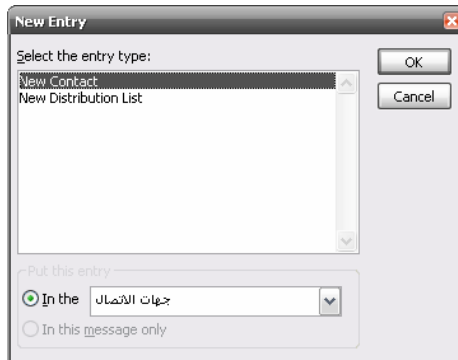 New Entry
Select the entry type:
New Contact
New Distribution List
OK
Cancel
Put this entry
In the جهات الاتصال
In this message only